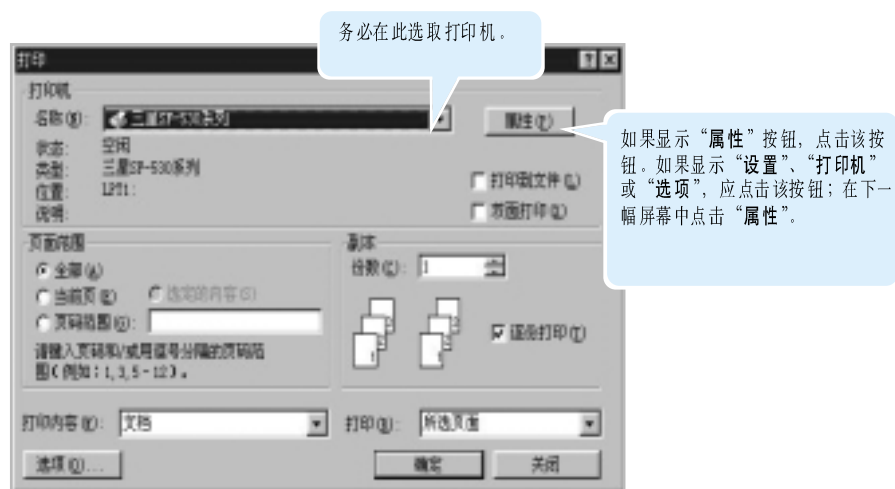 务必在此选取打印机。
打印
打印机
名称(N): 三星SP-530系列 属性(P)
状态: 空闲
类型: 三星SP-530系列
位置: LPT1:
说明:
打印到文件(L)
双面打印(X)
如果显示“属性”按钮，点击该按
钮。如果显示“设置”、“打印机”
或“选项”，应点击该按钮；在下一
幅屏幕中点击“属性”。
页面范围
全部(A)
当前页(E) 选定的内容(S)
页码范围(G):
请键入页码和/或用逗号分隔的页码范
围(例如：1,3,5-12)。
副本
份数(C): 1
逐份打印(T)
打印内容(W): 文档
打印(R): 所选页面
选项(O)... 确定 关闭